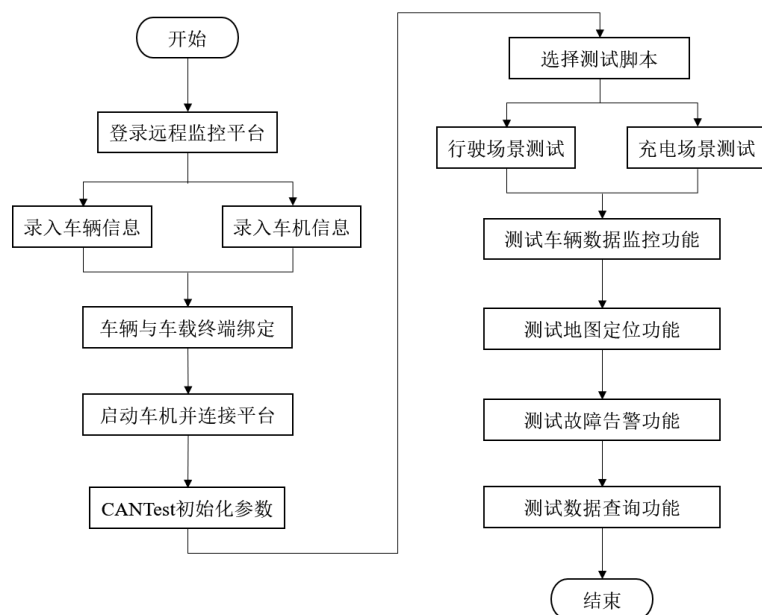 开始
登录远程监控平台
录入车辆信息
录入车机信息
车辆与车载终端绑定
启动车机并连接平台
CANTest初始化参数
选择测试脚本
行驶场景测试
充电场景测试
测试车辆数据监控功能
测试地图定位功能
测试故障告警功能
测试数据查询功能
结束